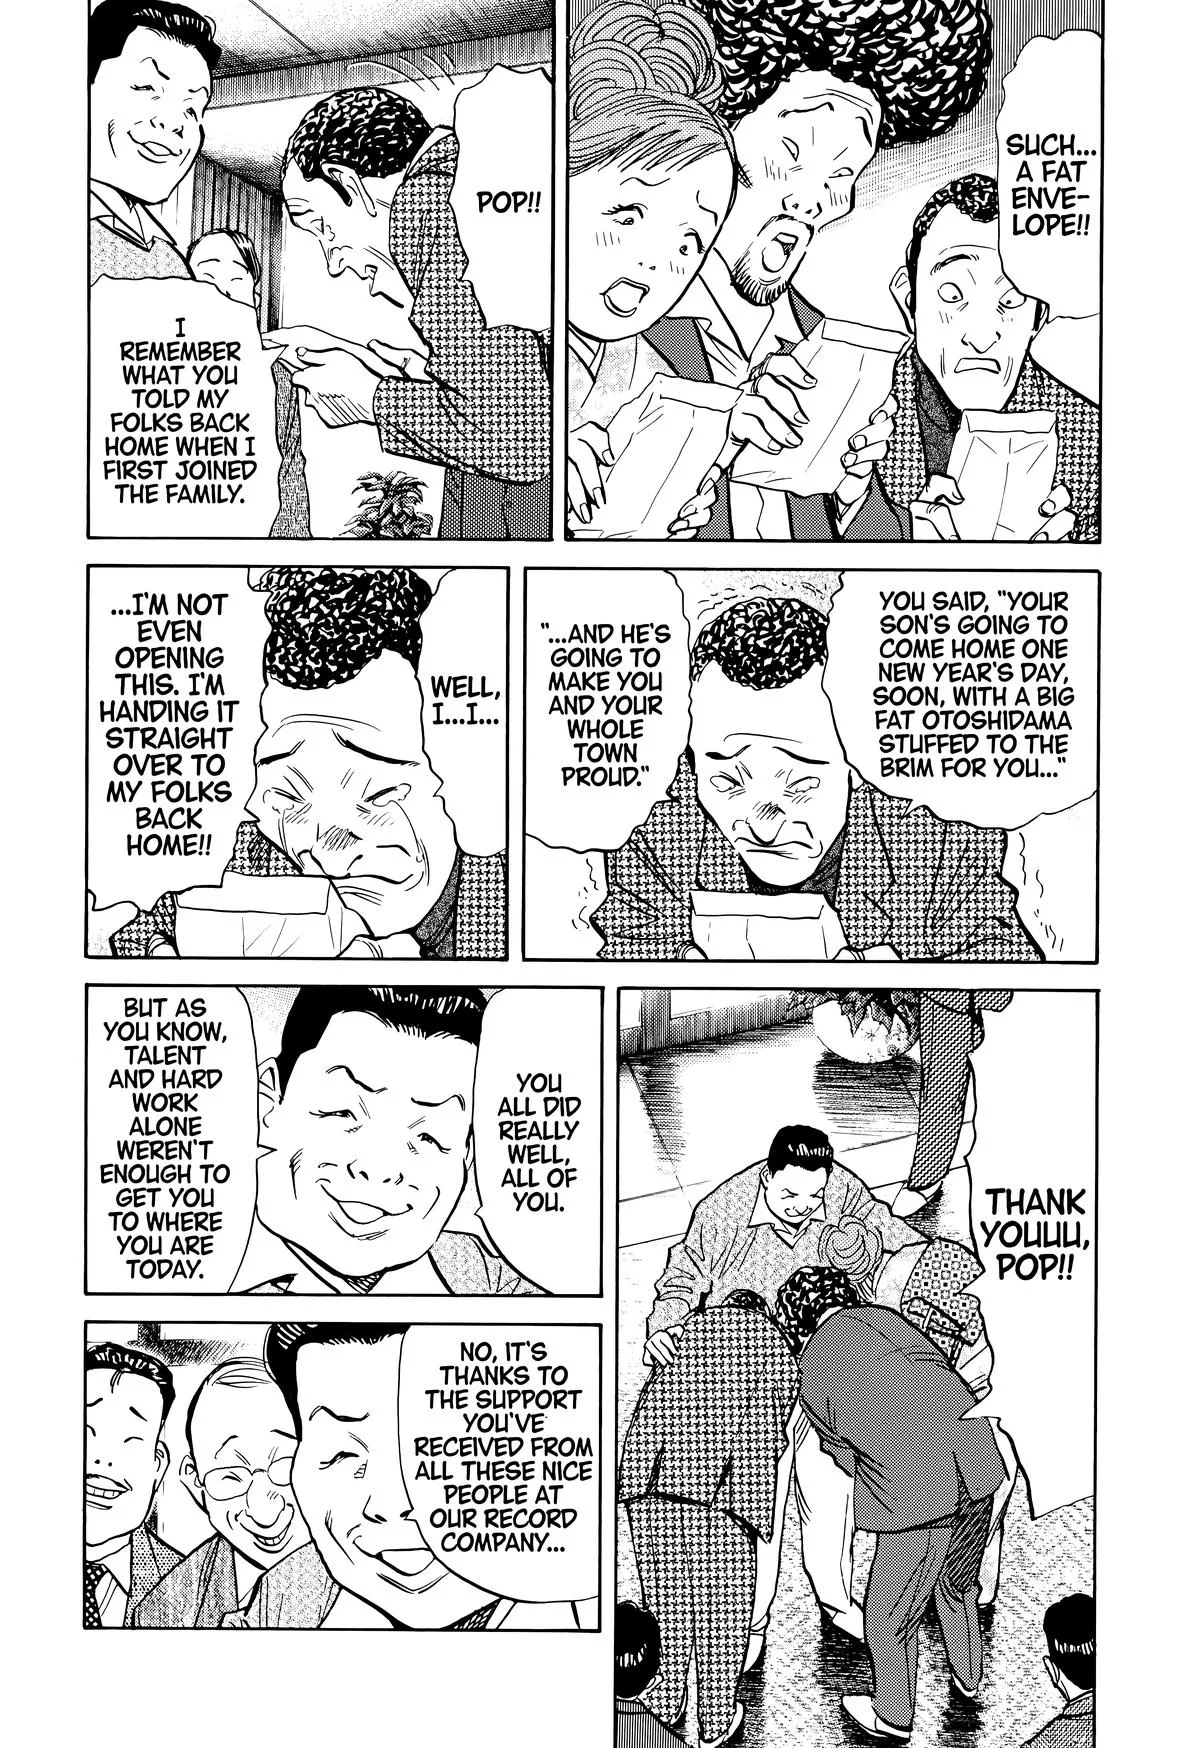 SUCH...
A FAT
ENVE-
LOPE!!
POP!!
I
REMEMBER
WHAT YOU
TOLD MY
FOLKS BACK
HOME WHEN I
FIRST JOINED
THE FAMILY.
YOU SAID, "YOUR
SON'S GOING TO
COME HOME ONE
NEW YEAR'S DAY,
SOON, WITH A BIG
FAT OTOSHIDAMA
STUFFED TO THE
BRIM FOR YOU..."
"...AND HE'S
GOING TO
MAKE YOU
AND YOUR
WHOLE
TOWN
PROUD."
WELL,
I...I...
...I'M NOT
EVEN
OPENING
THIS. I'M
HANDING IT
STRAIGHT
OVER TO
MY FOLKS
BACK
HOME!!
THANK
YOUUU,
POP!!
YOU
ALL DID
REALLY
WELL,
ALL OF
YOU.
BUT AS
YOU KNOW,
TALENT
AND HARD
WORK
ALONE
WEREN'T
ENOUGH TO
GET YOU
TO WHERE
YOU ARE
TODAY.
NO, IT'S
THANKS TO
THE SUPPORT
YOU'VE
RECEIVED FROM
ALL THESE NICE
PEOPLE AT
OUR RECORD
COMPANY...